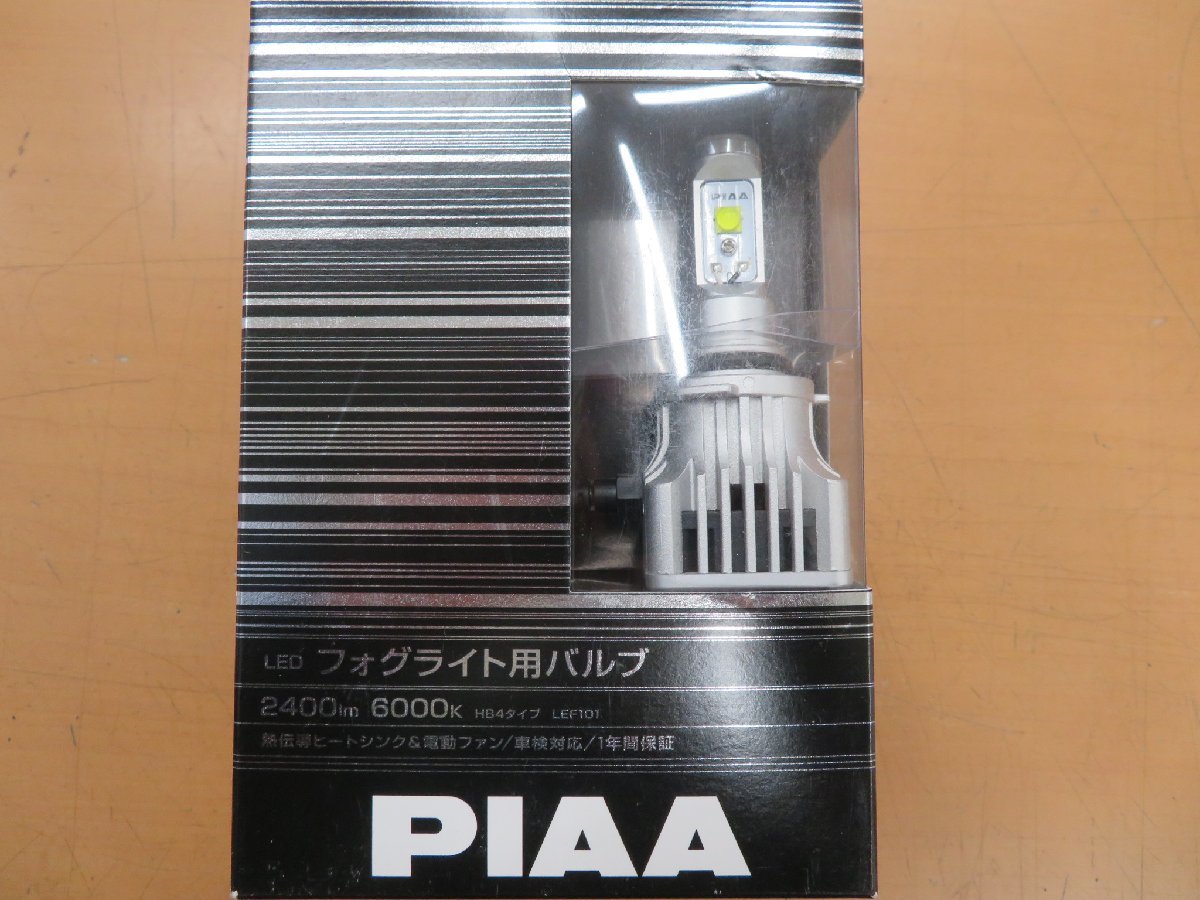 PIAA
LED フォグライト用バルブ
2400lm 6000K HB4タイプ LEF101
熱伝導ヒートシンク&電動ファン/車検対応/1年間保証
PIAA